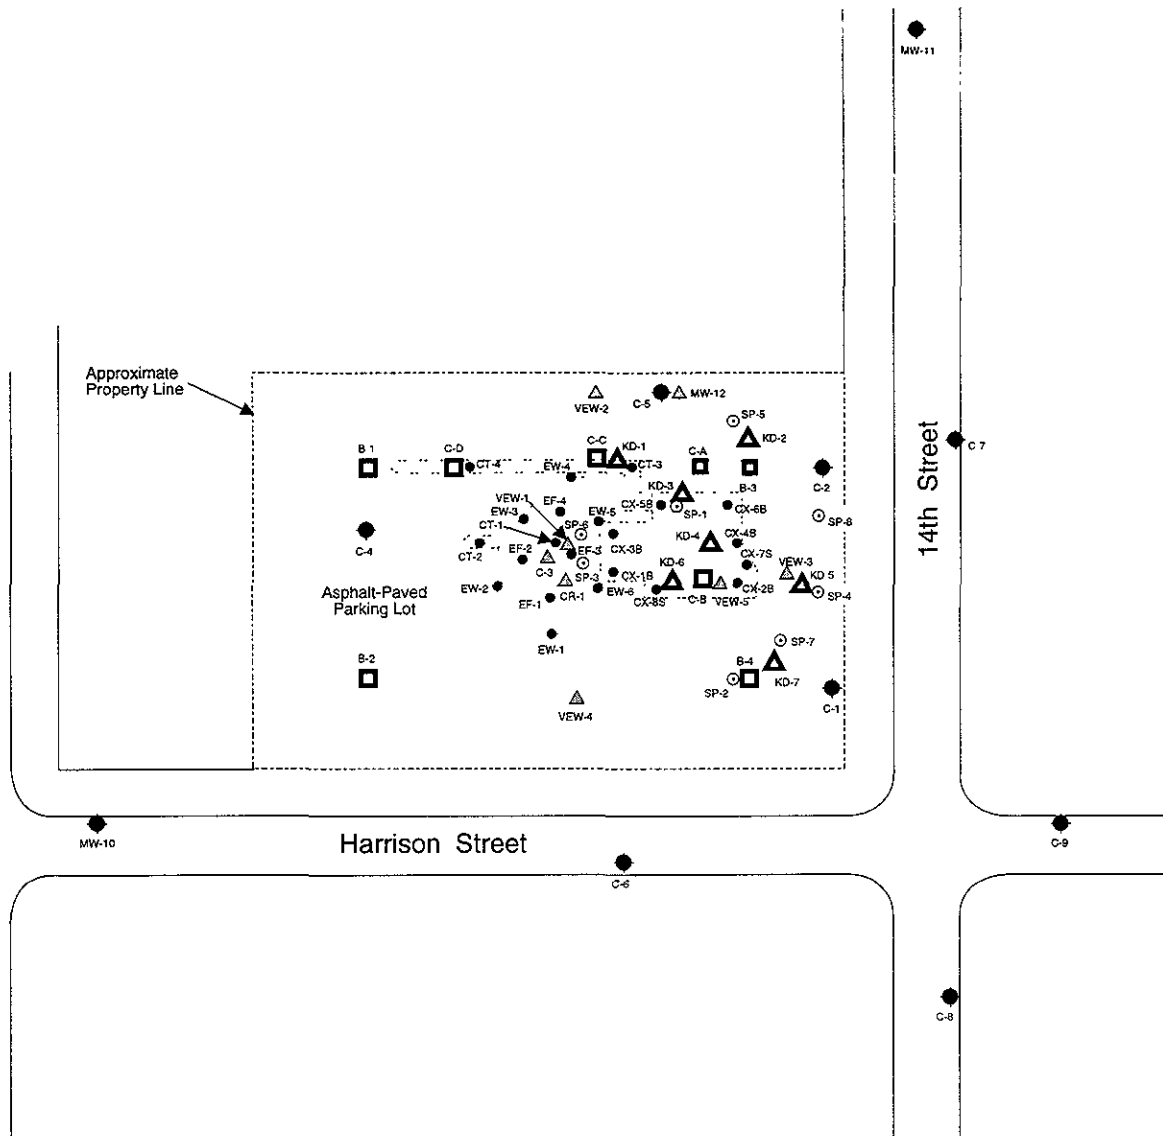 MW-11
Approximate
Property Line
VEW-2
C-5
MW-12
SP-5
KD-2
C-7
14th Street
B-1
C-D
CT-4
C-C
KD-1
CT-3
C-A
B-3
C-2
EW-4
KD-3
VEW-1
EF-4
EW-3
SP-6
EW-5
CX-5B
SP-1
CX-6B
SP-8
CT-1
C-4
CT-2
EF-2
EF-3
CX-3B
KD-4
CX-4B
CX-7S
C-3
SP-3
CX-1B
KD-6
VEW-3
KD-5
EW-2
EF-1
CR-1
EW-6
CX-8S
C-B
VEW-5
CX-2B
SP-4
Asphalt-Paved
Parking Lot
EW-1
SP-7
B-2
B-4
SP-2
KD-7
C-1
VEW-4
MW-10
Harrison Street
C-6
C-9
C-8